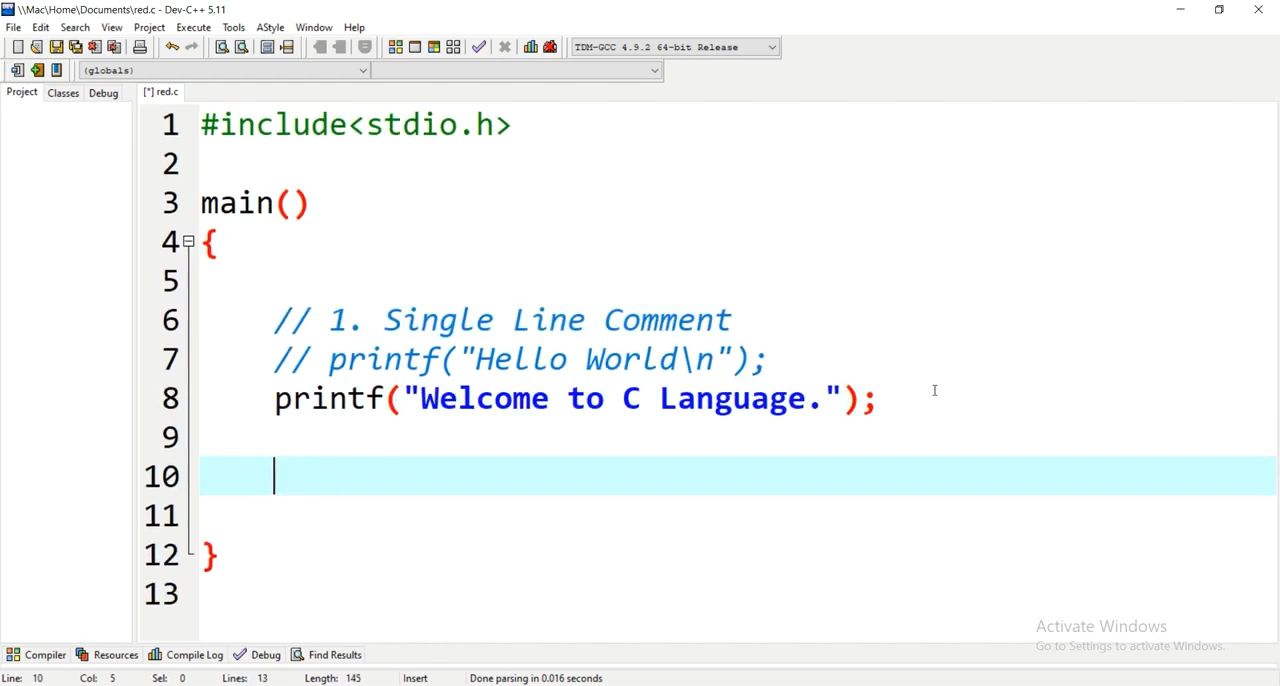 \\Mac\Home\Documents\red.c - Dev-C++ 5.11
File Edit Search View Project Execute Tools AStyle Window Help
TDM-GCC 4.9.2 64-bit Release
(globals)
Project Classes Debug [*] red.c
1 #include<stdio.h>
2
3 main()
4 {
5
6 // 1. Single Line Comment
7 // printf("Hello World\n");
8 printf("Welcome to C Language.");
9
10
11
12 }
13
Activate Windows
Go to Settings to activate Windows.
Compiler Resources Compile Log Debug Find Results
Line: 10 Col: 5 Sel: 0 Lines: 13 Length: 145 Insert Done parsing in 0.016 seconds